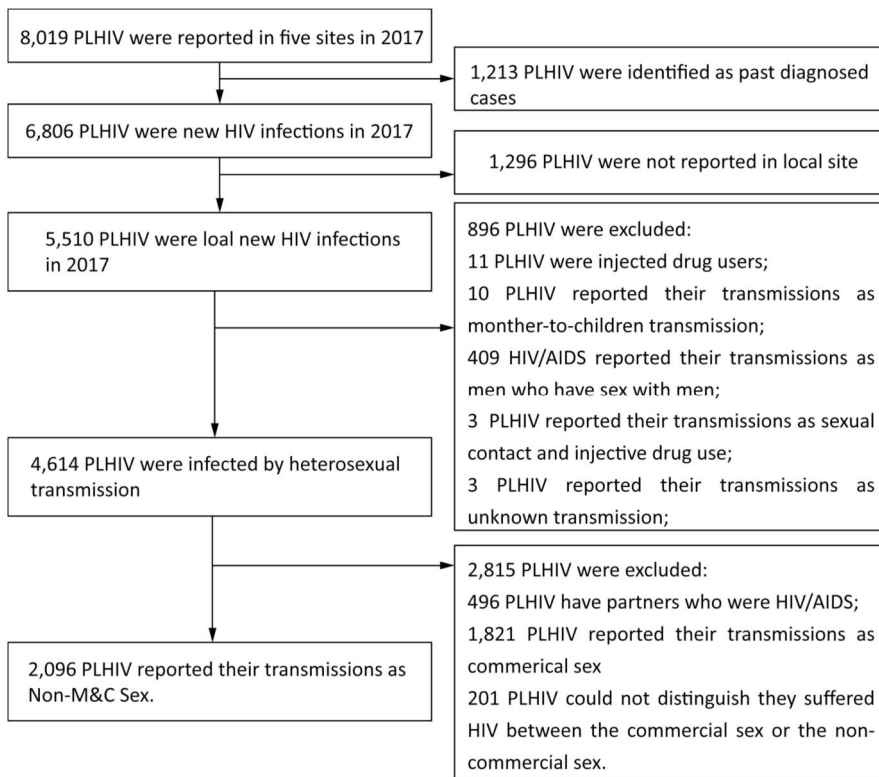 8,019 PLHIV were reported in five sites in 2017
1,213 PLHIV were identified as past diagnosed
cases
6,806 PLHIV were new HIV infections in 2017
1,296 PLHIV were not reported in local site
5,510 PLHIV were loal new HIV infections
in 2017
896 PLHIV were excluded:
11 PLHIV were injected drug users;
10 PLHIV reported their transmissions as
monther-to-children transmission;
409 HIV/AIDS reported their transmissions as
men who have sex with men;
3 PLHIV reported their transmissions as sexual
contact and injective drug use;
3 PLHIV reported their transmissions as
unknown transmission;
4,614 PLHIV were infected by heterosexual
transmission
2,815 PLHIV were excluded:
496 PLHIV have partners who were HIV/AIDS;
1,821 PLHIV reported their transmissions as
commerical sex
201 PLHIV could not distinguish they suffered
HIV between the commercial sex or the non-
commercial sex.
2,096 PLHIV reported their transmissions as
Non-M&C Sex.